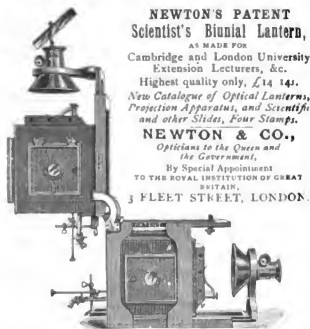 NEWTON'S PATENT
Scientist's Biunial Lantern,
AS MADE FOR
Cambridge and London University
Extension Lecturers, &c.
Highest quality only, £14 14s.
New Catalogue of Optical Lanterns,
Projection Apparatus, and Scientific
and other Slides, Four Stamps.
NEWTON & CO.,
Opticians to the Queen and
the Government,
By Special Appointment
TO THE ROYAL INSTITUTION OF GREAT
BRITAIN,
3 FLEET STREET, LONDON.